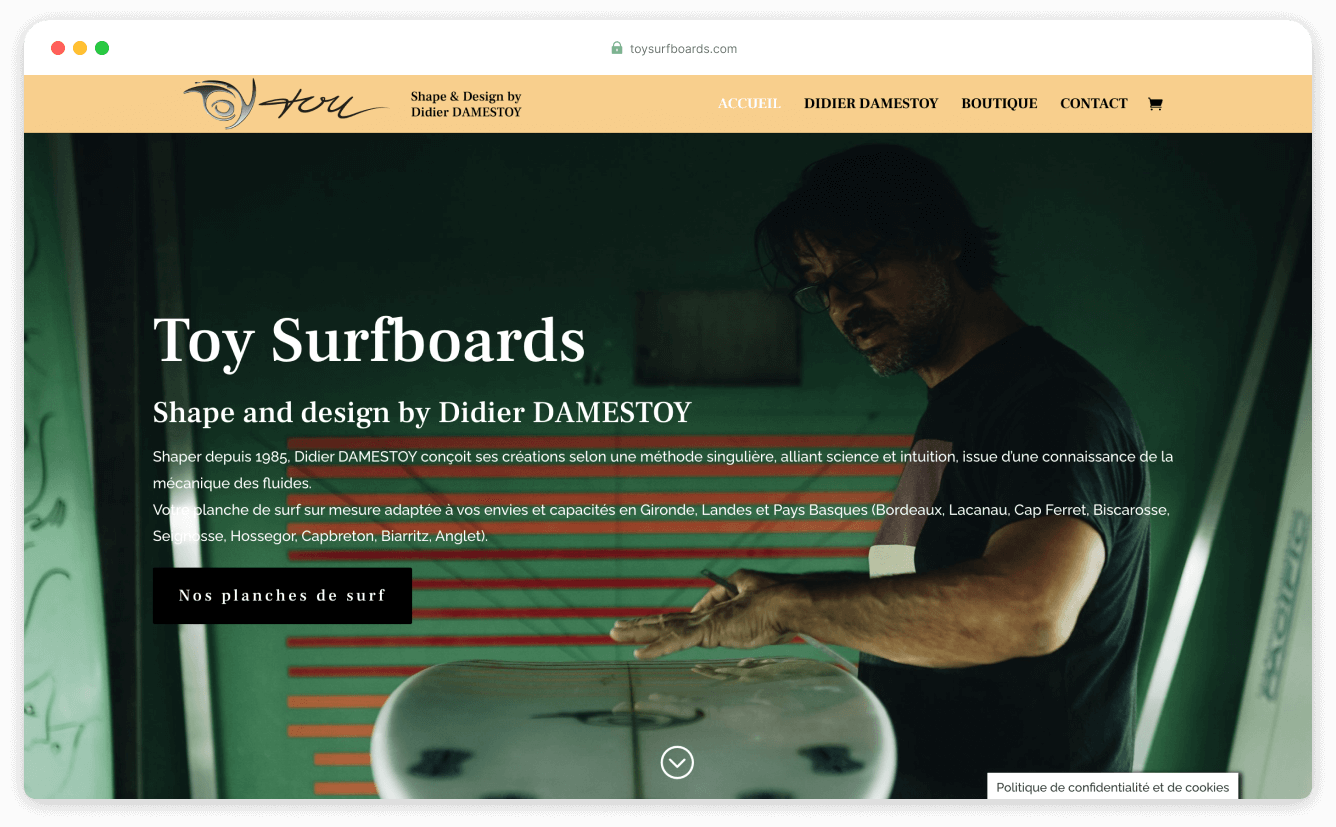 toysurfboards.com
toy
Shape & Design by
Didier DAMESTOY
ACCUEIL DIDIER DAMESTOY BOUTIQUE CONTACT
Toy Surfboards
Shape and design by Didier DAMESTOY
Shaper depuis 1985, Didier DAMESTOY conçoit ses créations selon une méthode singulière, alliant science et intuition, issue d'une connaissance de la
mécanique des fluides.
Votre planche de surf sur mesure adaptée à vos envies et capacités en Gironde, Landes et Pays Basques (Bordeaux, Lacanau, Cap Ferret, Biscarosse,
Seignosse, Hossegor, Capbreton, Biarritz, Anglet).
Nos planches de surf
Politique de confidentialité et de cookies